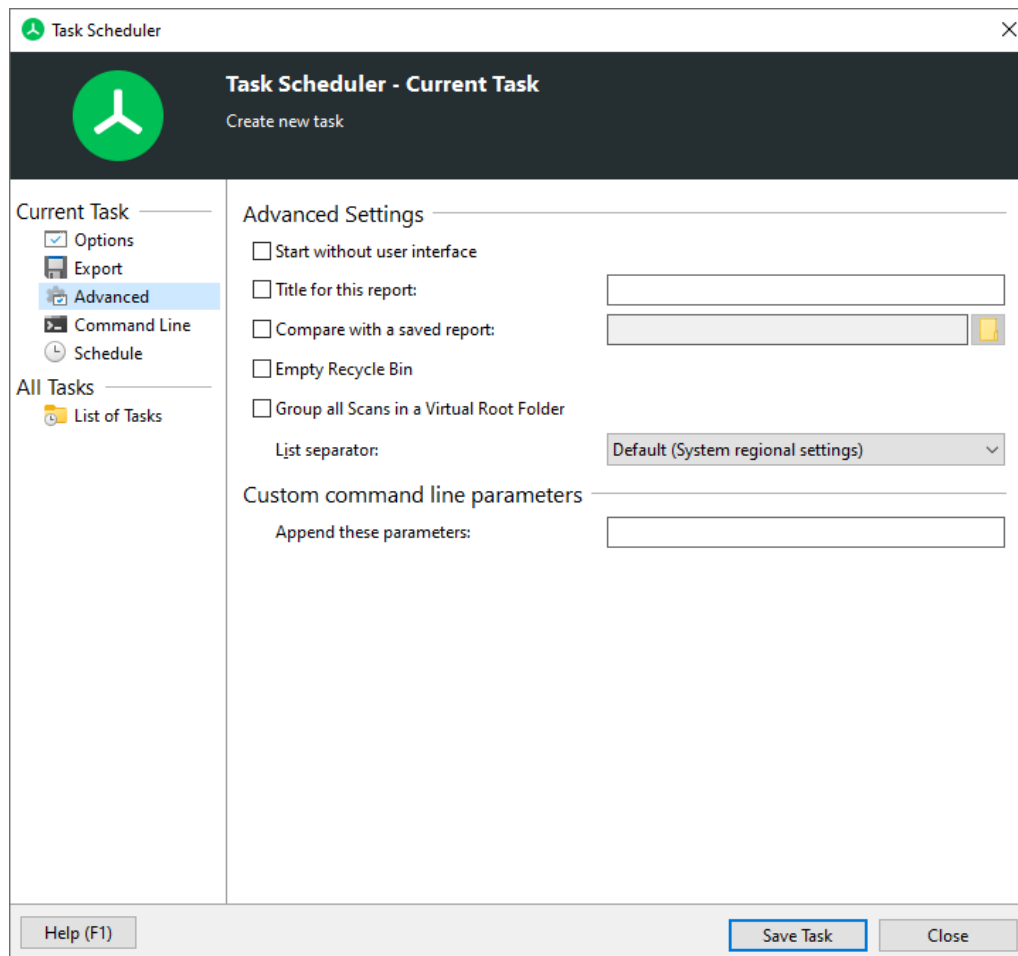 Task Scheduler
Task Scheduler - Current Task
Create new task
Current Task
Options
Export
Advanced
Command Line
Schedule
All Tasks
List of Tasks
Advanced Settings
Start without user interface
Title for this report:
Compare with a saved report:
Empty Recycle Bin
Group all Scans in a Virtual Root Folder
List separator: Default (System regional settings)
Custom command line parameters
Append these parameters:
Help (F1) Save Task Close